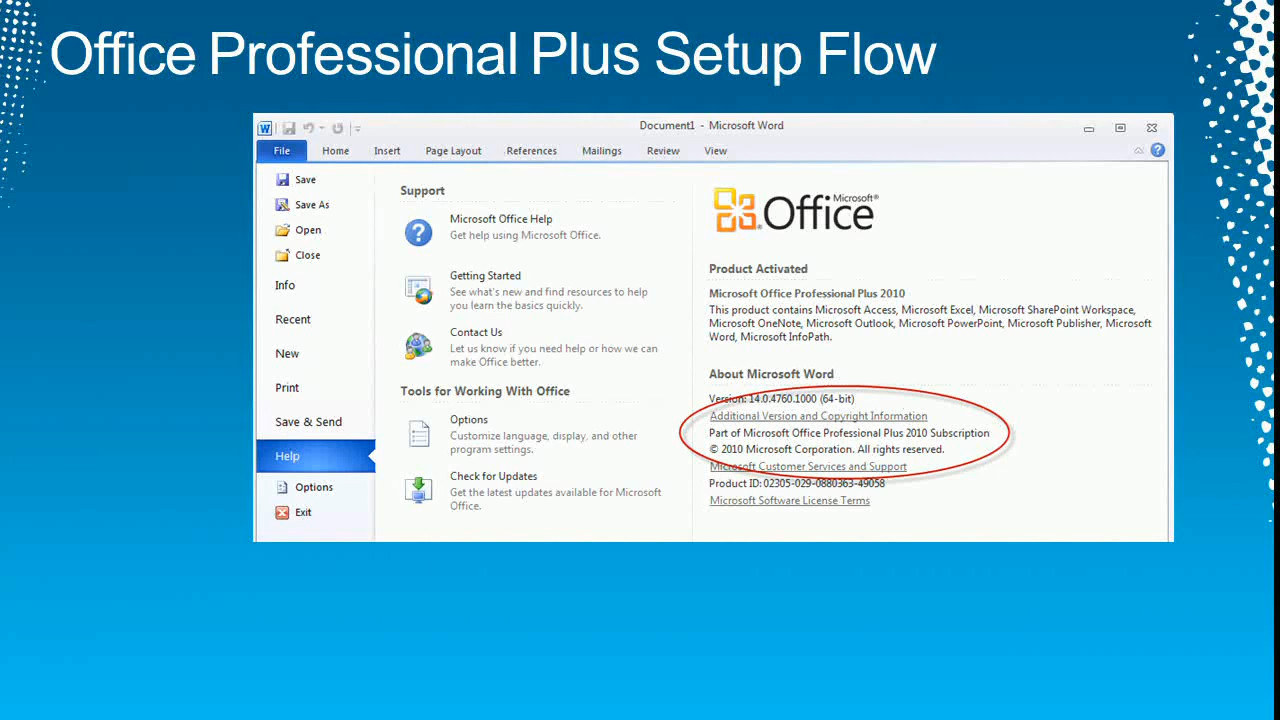 Office Professional Plus Setup Flow
W
Document1 - Microsoft Word
File Home Insert Page Layout References Mailings Review View
?
Save
Save As
Open
Close
Info
Recent
New
Print
Save & Send
Help
Options
Exit
Support
?
Microsoft Office Help
Get help using Microsoft Office.
Getting Started
See what's new and find resources to help
you learn the basics quickly.
Contact Us
Let us know if you need help or how we can
make Office better.
Tools for Working With Office
Options
Customize language, display, and other
program settings.
Check for Updates
Get the latest updates available for Microsoft
Office.
Microsoft®
Office
Product Activated
Microsoft Office Professional Plus 2010
This product contains Microsoft Access, Microsoft Excel, Microsoft SharePoint Workspace,
Microsoft OneNote, Microsoft Outlook, Microsoft PowerPoint, Microsoft Publisher, Microsoft
Word, Microsoft InfoPath.
About Microsoft Word
Version: 14.0.4760.1000 (64-bit)
Additional Version and Copyright Information
Part of Microsoft Office Professional Plus 2010 Subscription
© 2010 Microsoft Corporation. All rights reserved.
Microsoft Customer Services and Support
Product ID: 02305-029-0880363-49058
Microsoft Software License Terms